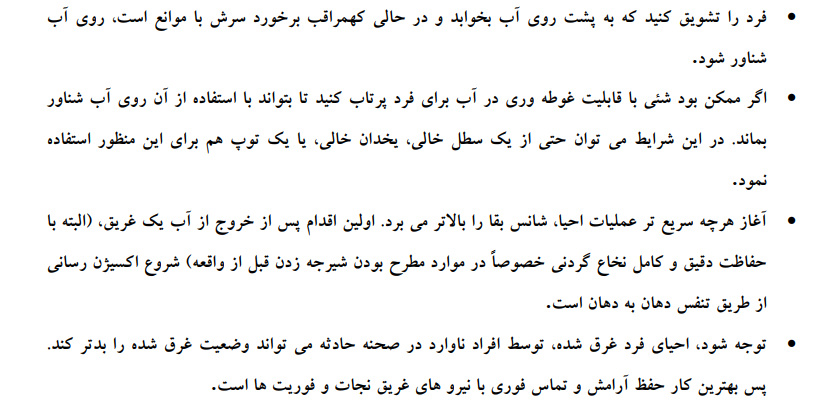 • فرد را تشویق کنید که به پشت روی آب بخوابد و در حالی کهمراقب برخورد سرش با موانع است، روی آب
شناور شود.
• اگر ممکن بود شئی با قابلیت غوطه وری در آب برای فرد پرتاب کنید تا بتواند با استفاده از آن روی آب شناور
بماند. در این شرایط می توان حتی از یک سطل خالی، یخدان خالی، یا یک توپ هم برای این منظور استفاده
نمود.
• آغاز هرچه سریع تر عملیات احیا، شانس بقا را بالاتر می برد. اولین اقدام پس از خروج از آب یک غریق، (البته با
حفاظت دقیق و کامل نخاع گردنی خصوصاً در موارد مطرح بودن شیرجه زدن قبل از واقعه) شروع اکسیژن رسانی
از طریق تنفس دهان به دهان است.
• توجه شود، احیای فرد غرق شده، توسط افراد ناوارد در صحنه حادثه می تواند وضعیت غرق شده را بدتر کند.
پس بهترین کار حفظ آرامش و تماس فوری با نیرو های غریق نجات و فوریت ها است.